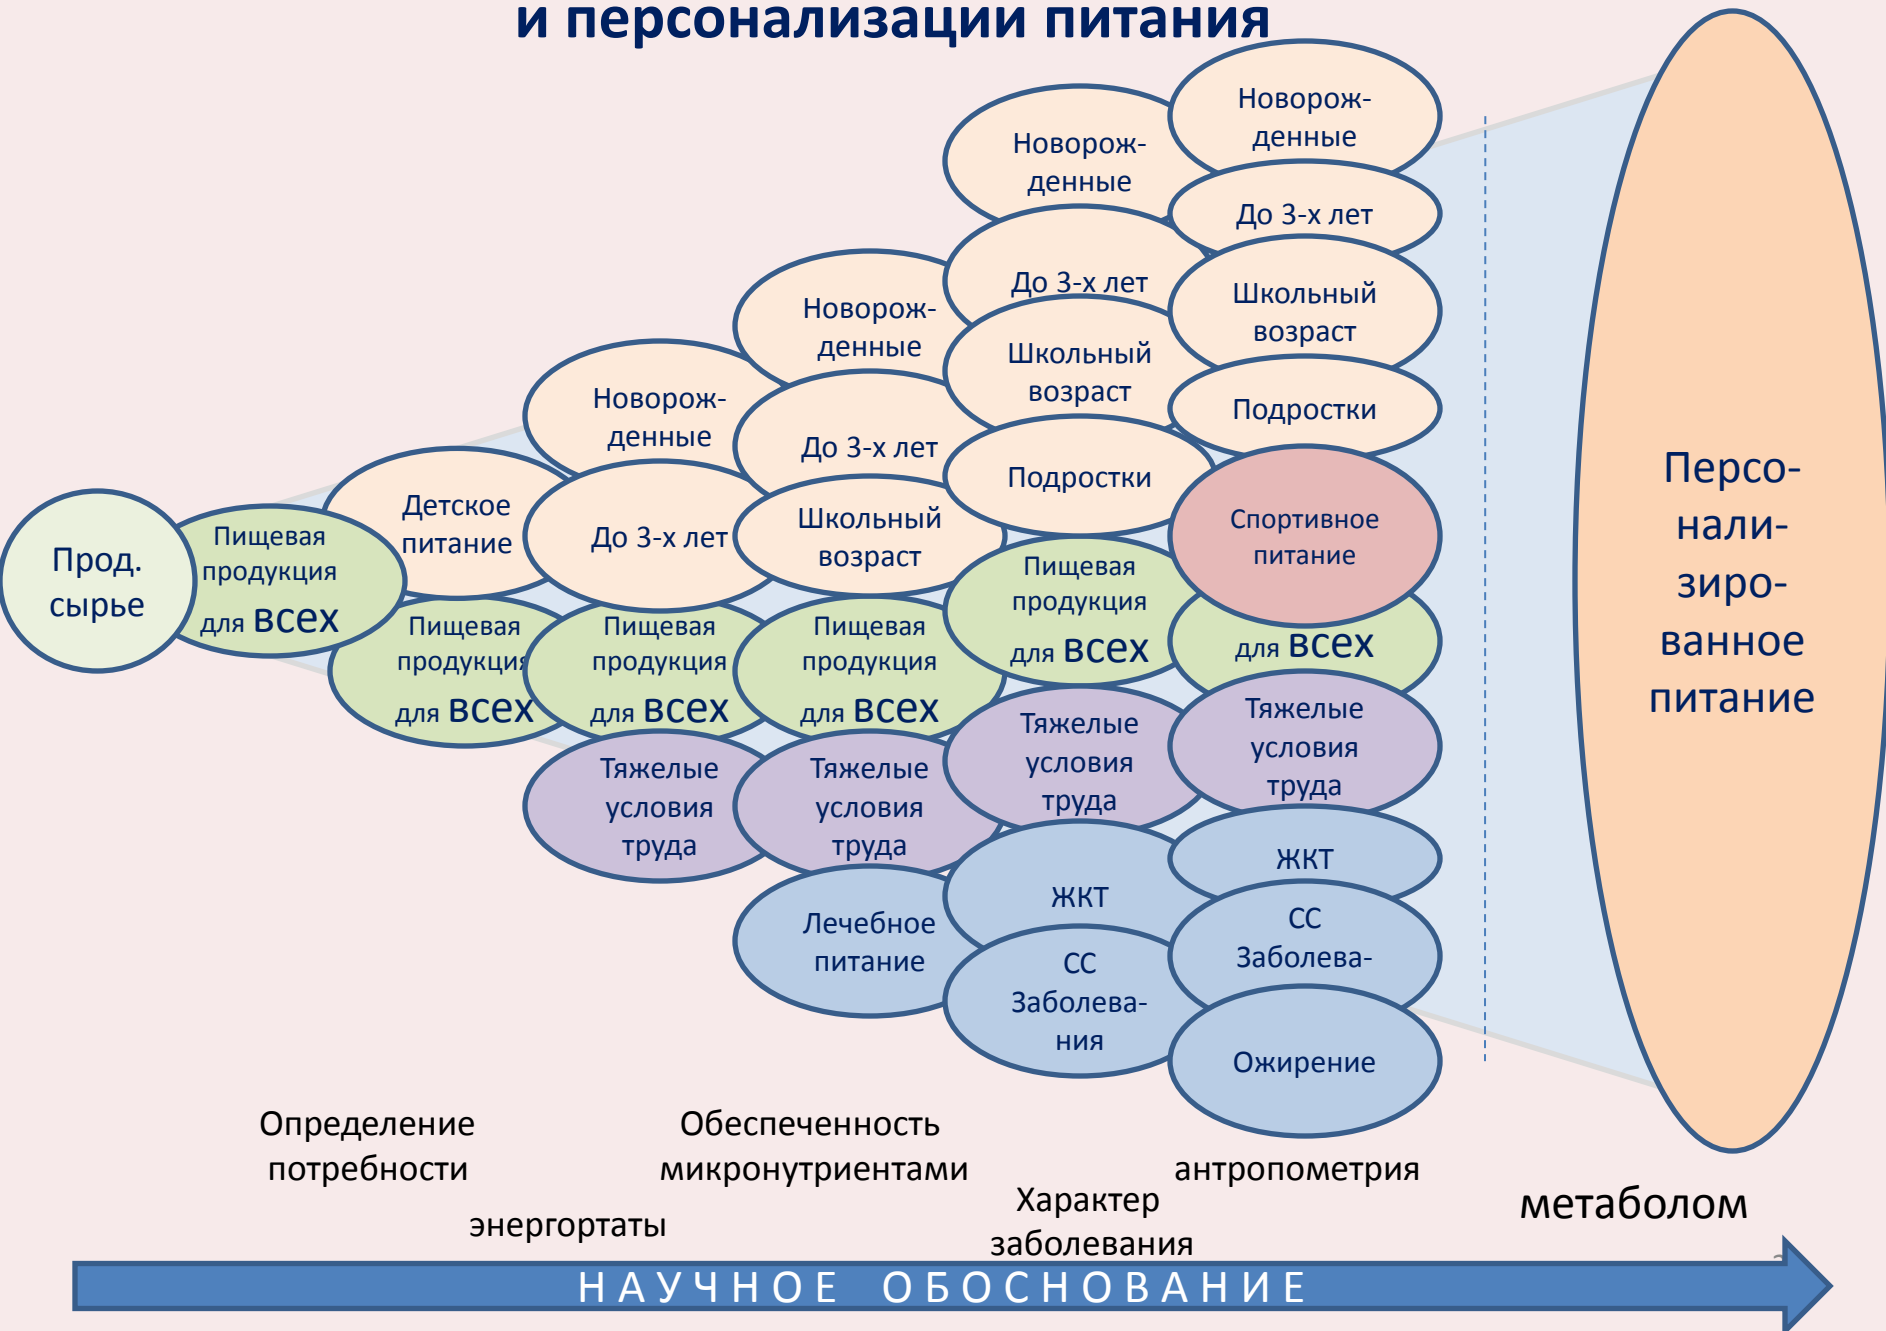 и персонализации питания
Прод.
сырье
Пищевая
продукция
для всех
Детское
питание
Пищевая
продукция
для всех
Новорож-
денные
До 3-х лет
Пищевая
продукция
для всех
Тяжелые
условия
труда
Новорож-
денные
До 3-х лет
Школьный
возраст
Пищевая
продукция
для всех
Тяжелые
условия
труда
Лечебное
питание
Новорож-
денные
До 3-х лет
Школьный
возраст
Подростки
Пищевая
продукция
для всех
Тяжелые
условия
труда
ЖКТ
СС
Заболева-
ния
Новорож-
денные
До 3-х лет
Школьный
возраст
Подростки
Спортивное
питание
для всех
Тяжелые
условия
труда
ЖКТ
СС
Заболева-
Ожирение
Персо-
нали-
зиро-
ванное
питание
Определение
потребности
энергортаты
Обеспеченность
микронутриентами
Характер
заболевания
антропометрия
метаболом
НАУЧНОЕ ОБОСНОВАНИЕ